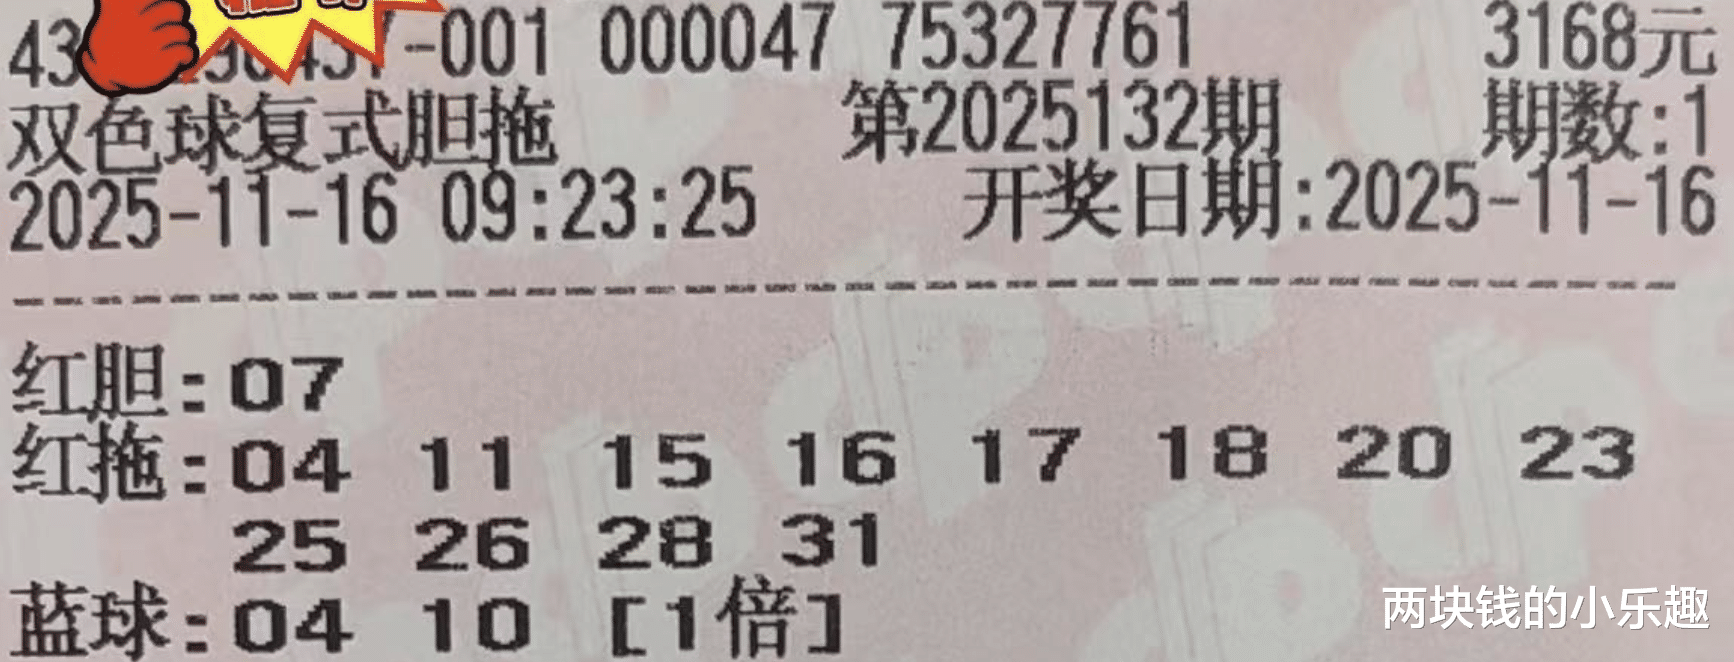 -001 000047 75327761 3168元
双色球复式胆拖 第2025132期 期数:1
2025-11-16 09:23:25 开奖日期:2025-11-16
红胆:07
红拖:04 11 15 16 17 18 20 23
25 26 28 31
蓝球:04 10 [1倍]
两块钱的小乐趣